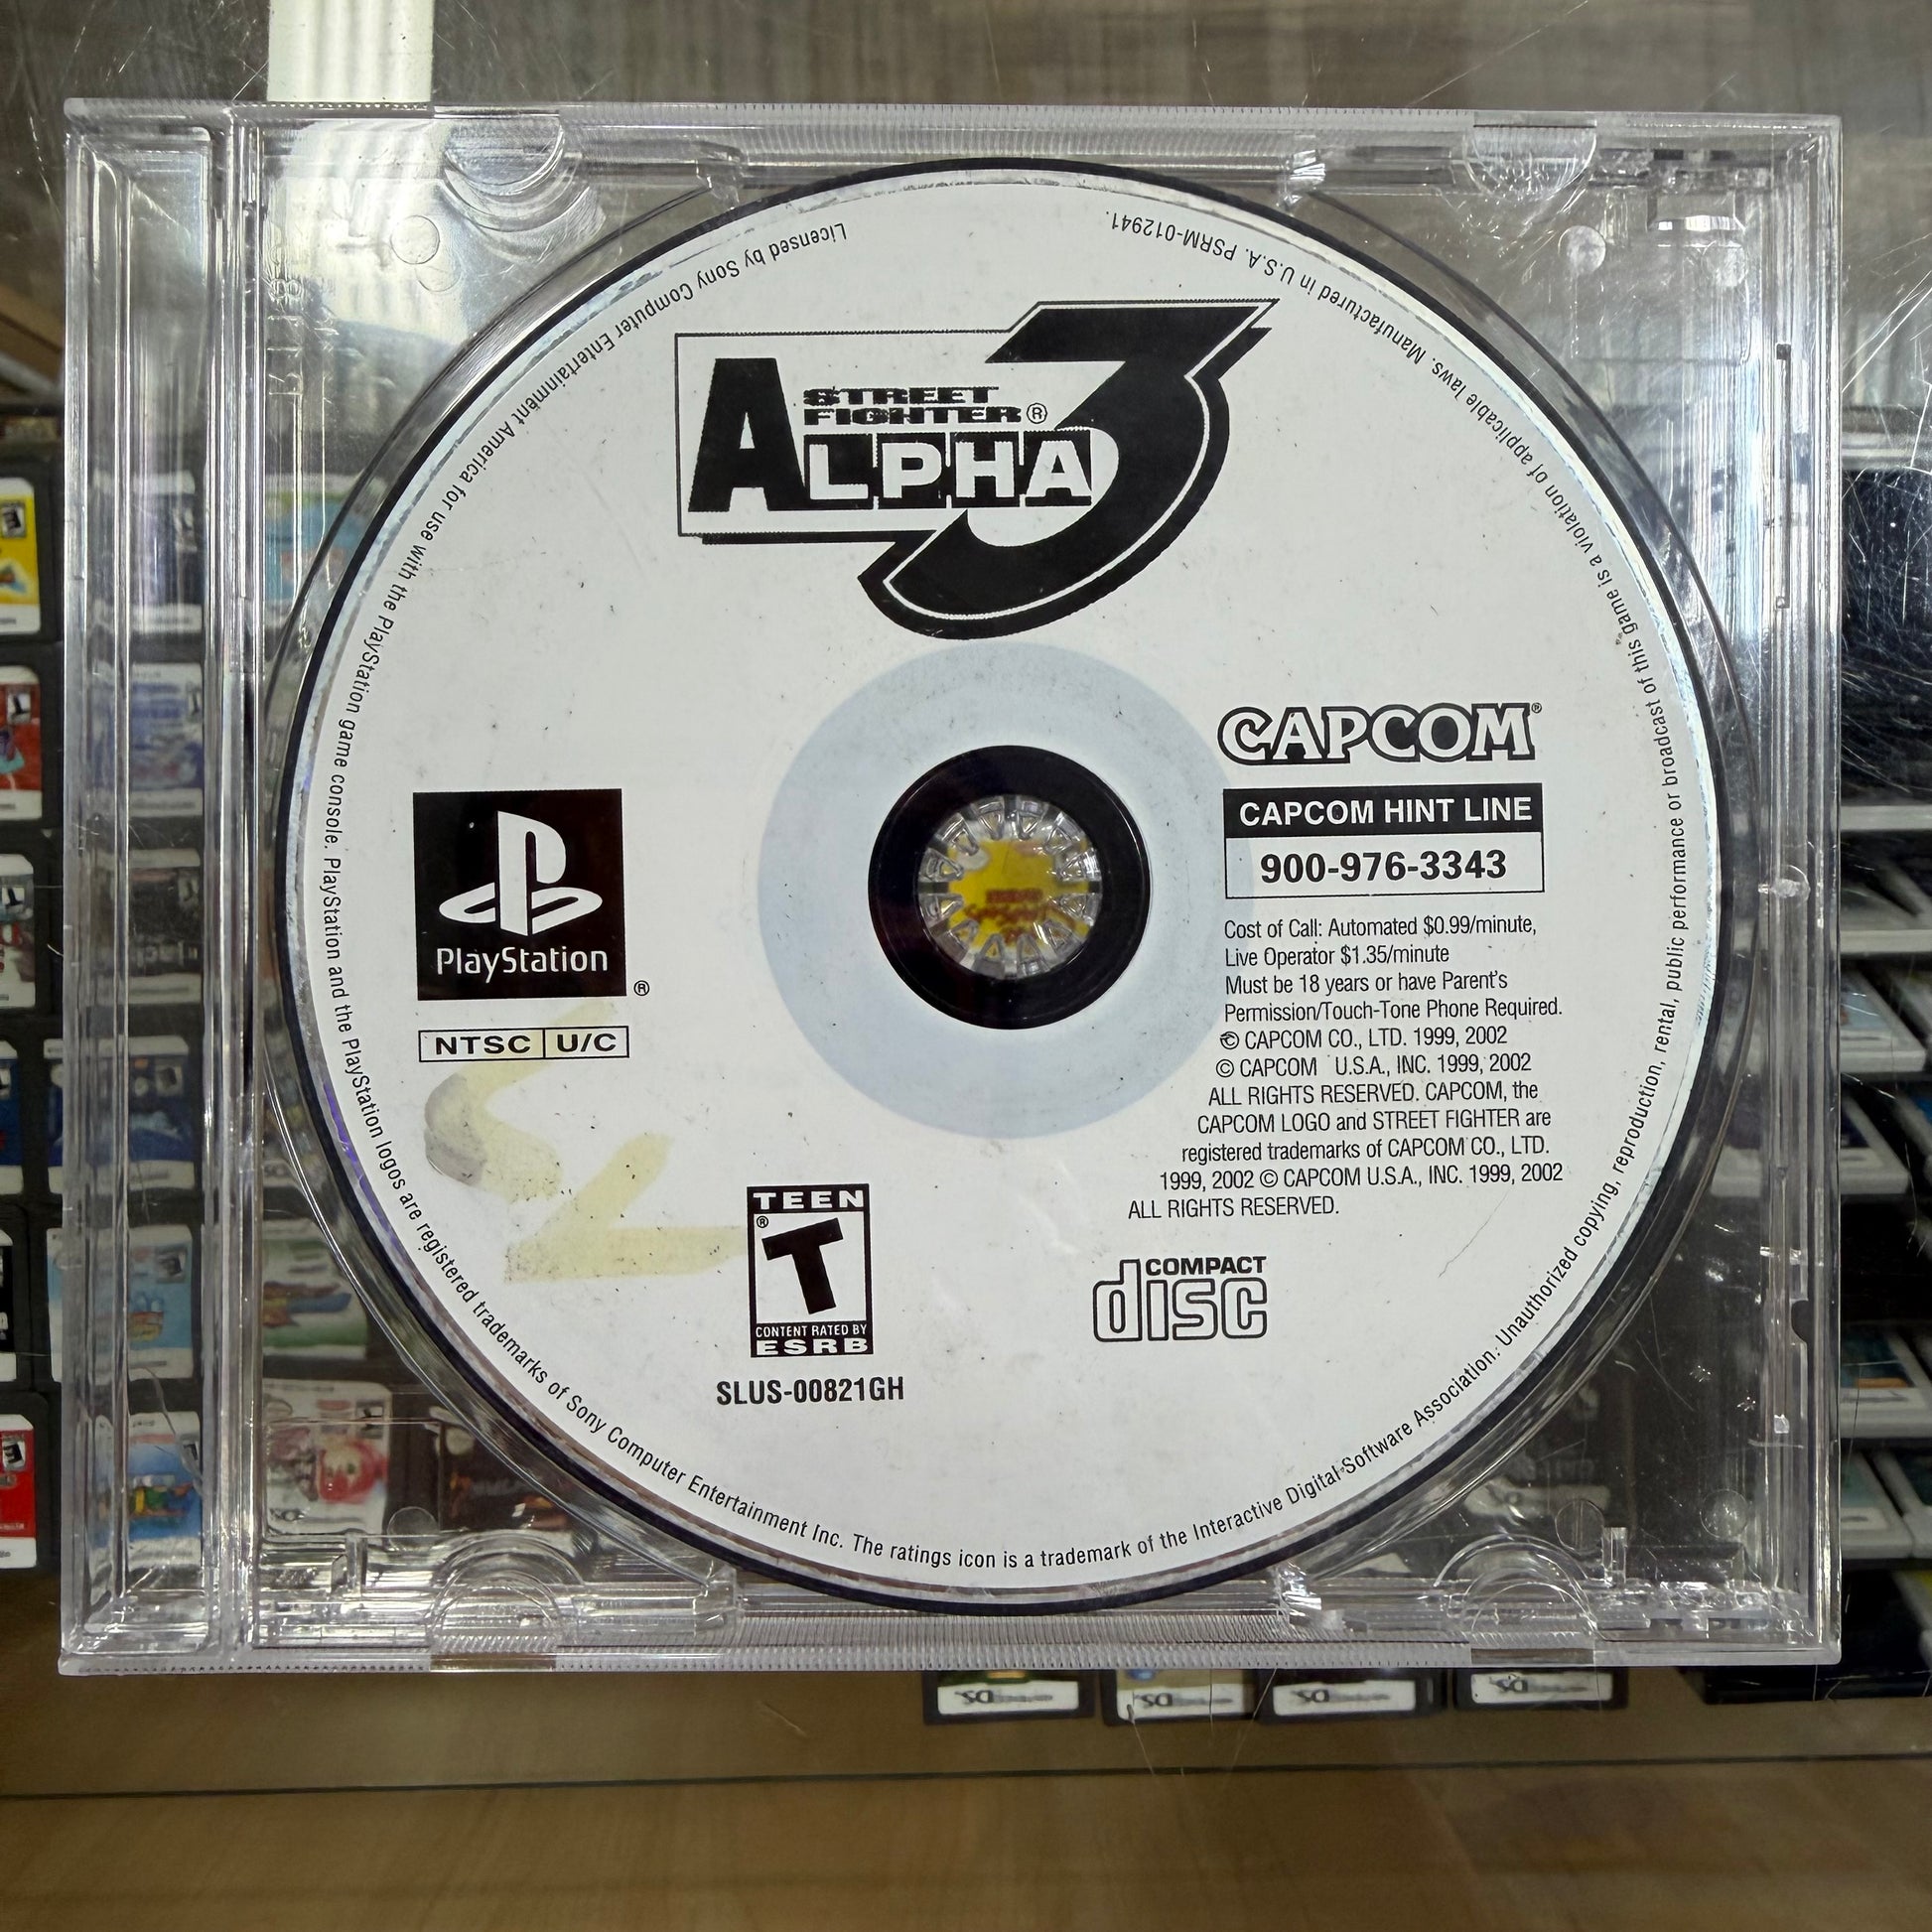 STREET
FIGHTER®
ALPHA 3
CAPCOM®
CAPCOM HINT LINE
900-976-3343
Cost of Call: Automated $0.99/minute,
Live Operator $1.35/minute
Must be 18 years or have Parent's
Permission/Touch-Tone Phone Required.
© CAPCOM CO., LTD. 1999, 2002
© CAPCOM U.S.A., INC. 1999, 2002
ALL RIGHTS RESERVED. CAPCOM, the
CAPCOM LOGO and STREET FIGHTER are
registered trademarks of CAPCOM CO., LTD.
1999, 2002 © CAPCOM U.S.A., INC. 1999, 2002
ALL RIGHTS RESERVED.
PlayStation
®
NTSC U/C
TEEN
®
T
CONTENT RATED BY
ESRB
SLUS-00821GH
COMPACT
disc
Licensed by Sony Computer Entertainment America for use with the PlayStation game console. PlayStation and the PlayStation logos are registered trademarks of Sony Computer Entertainment Inc. The ratings icon is a trademark of the Interactive Digital Software Association. Unauthorized copying, reproduction, rental, public performance or broadcast of this game is a violation of applicable laws. Manufactured in U.S.A. PSRM-012941.